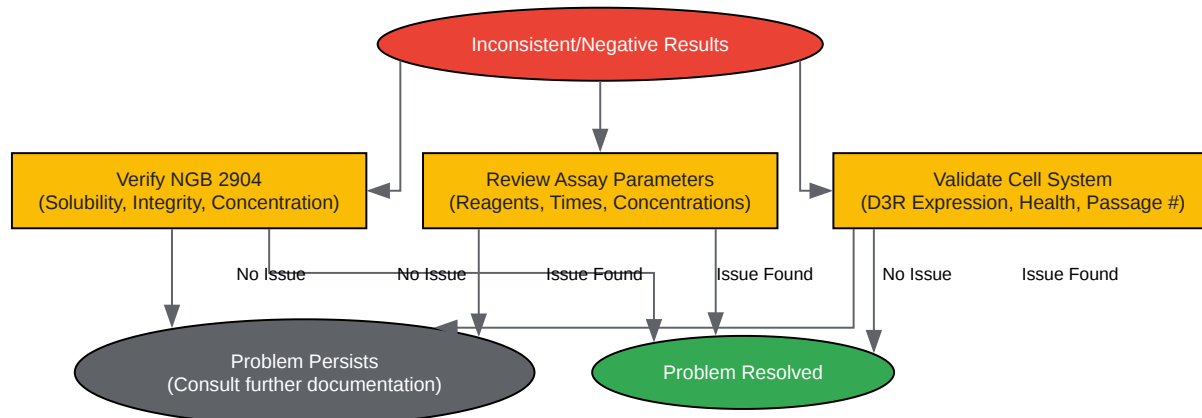 Inconsistent/Negative Results
Verify NGB 2904
(Solubility, Integrity, Concentration)
Review Assay Parameters
(Reagents, Times, Concentrations)
Validate Cell System
(D3R Expression, Health, Passage #)
No Issue
No Issue
Issue Found
Issue Found
No Issue
Issue Found
Problem Persists
(Consult further documentation)
Problem Resolved